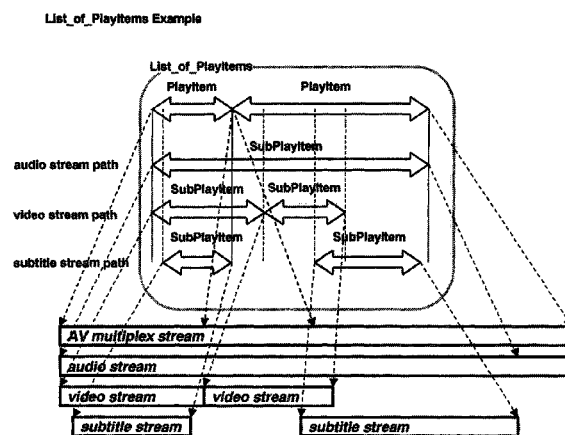 List_of_PlayItems Example
List_of_PlayItems
PlayItem PlayItem
SubPlayItem
audio stream path
SubPlayItem SubPlayItem
video stream path
SubPlayItem SubPlayItem
subtitle stream path
AV multiplex stream
audio stream
video stream video stream
subtitle stream subtitle stream